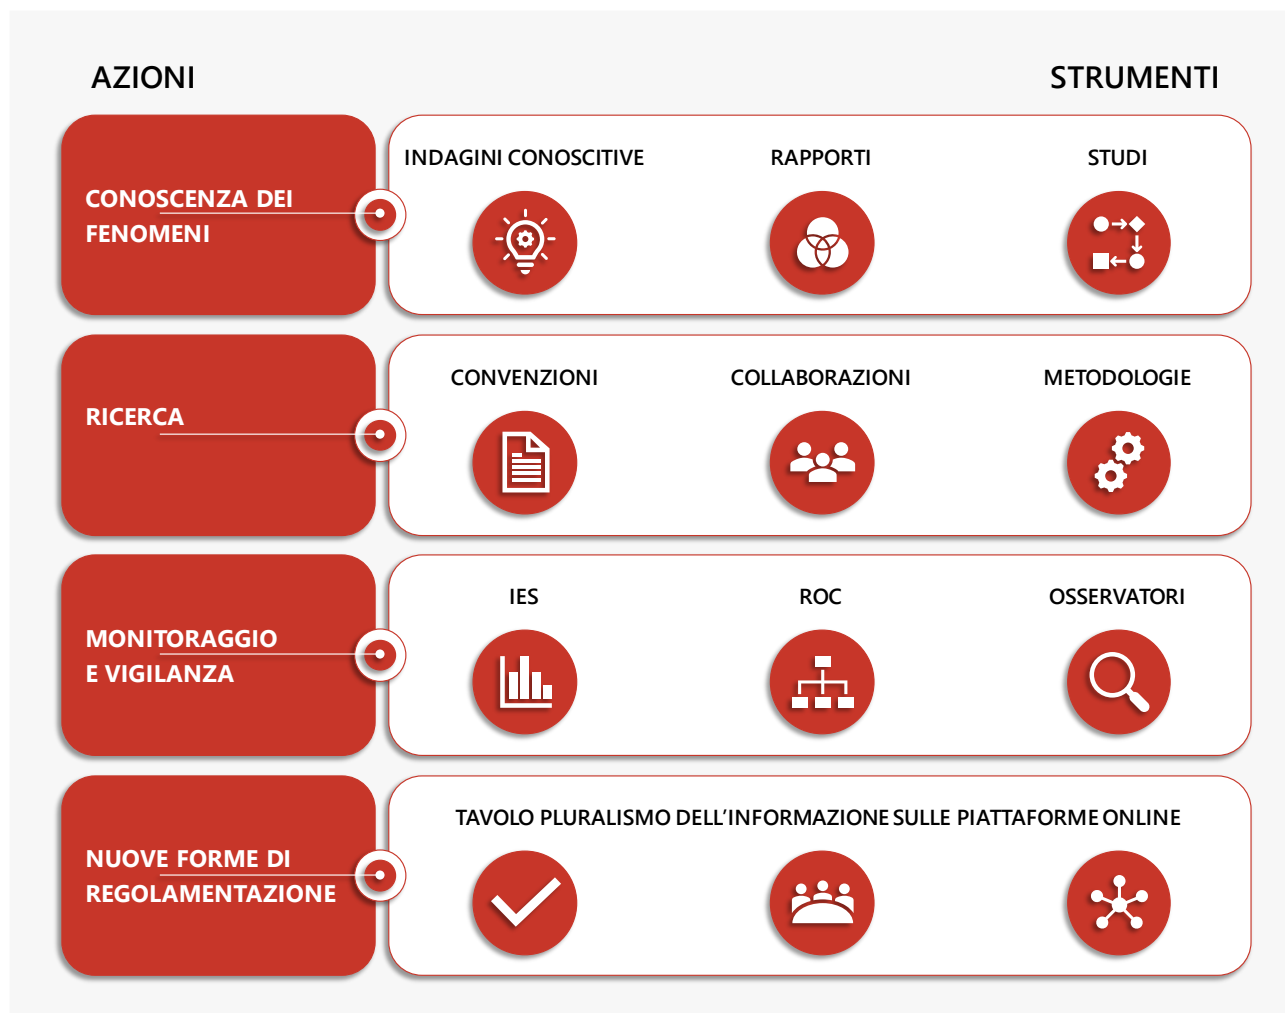 AZIONI
STRUMENTI
CONOSCENZA DEI
FENOMENI
INDAGINI CONOSCITIVE
RAPPORTI
STUDI
RICERCA
CONVENZIONI
COLLABORAZIONI
METODOLOGIE
MONITORAGGIO
E VIGILANZA
IES
ROC
OSSERVATORI
NUOVE FORME DI
REGOLAMENTAZIONE
TAVOLO PLURALISMO DELL’INFORMAZIONE SULLE PIATTAFORME ONLINE